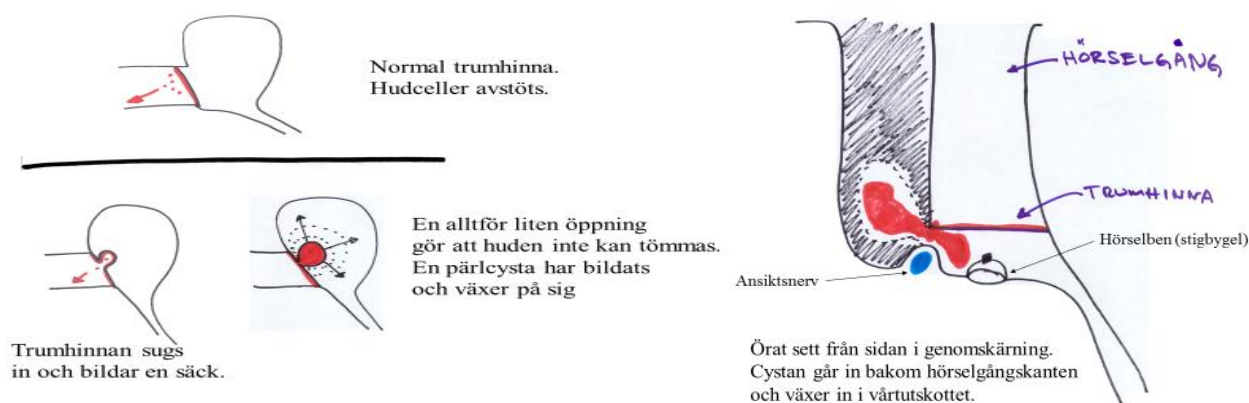 Normal trumhinna.
Hudceller avstöts.
En alltför liten öppning
gör att huden inte kan tömmas.
En pärlcysta har bildats
och växer på sig
Trumhinnan sugs
in och bildar en säck.
HÖRSELGÅNG
TRUMHINNA
Hörselben (stigbygel)
Ansiktsnerv
Örat sett från sidan i genomskärning.
Cystan går in bakom hörselgångskanten
och växer in i vårtutskottet.